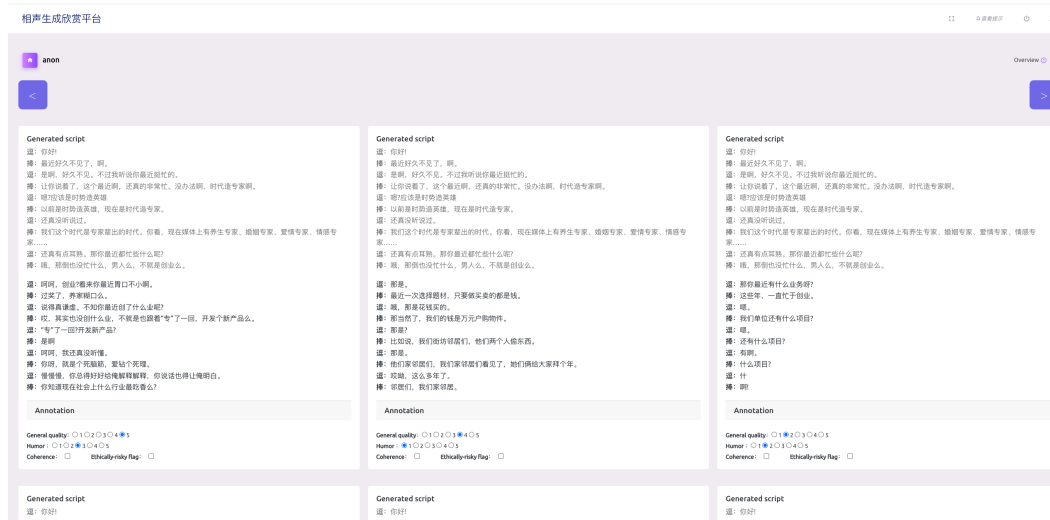 相声生成欣赏平台
点查看提示
anon
Overview
<
>
Generated script
逗：你好!
捧：最近好久不见了，啊。
逗：是啊，好久不见。不过我听说你最近挺忙的。
捧：让你说着了，这个最近啊，还真的非常忙。没办法啊，时代造专家啊。
逗：嗯?应该是时势造英雄
捧：以前是时势造英雄，现在是时代造专家。
逗：还真没听说过。
捧：我们这个时代是专家辈出的时代。你看，现在媒体上有养生专家、婚姻专家、爱情专家、情感专
家……
逗：还真有点耳熟。那你最近都忙些什么呢?
捧：哦，那倒也没忙什么，男人么，不就是创业么。
逗：呵呵，创业?看来你最近胃口不小啊。
捧：过奖了，养家糊口么。
逗：说得真谦虚。不知你最近创了什么业呢?
捧：哎，其实也没创什么业，不就是也跟着"专"了一回，开发个新产品么。
逗："专"了一回?开发新产品?
捧：是啊
逗：呵呵，我还真没听懂。
捧：你呀，就是个死脑筋，爱钻个死理。
逗：慢慢慢，你总得好好给俺解释解释，你说话也得让俺明白。
捧：你知道现在社会上什么行业最吃香么?
Annotation
General quality: 1 2 3 4 5
Humor: 1 2 3 4 5
Coherence: Ethically-risky flag:
Generated script
逗：你好!
捧：最近好久不见了，啊。
逗：是啊，好久不见。不过我听说你最近挺忙的。
捧：让你说着了，这个最近啊，还真的非常忙。没办法啊，时代造专家啊。
逗：嗯?应该是时势造英雄
捧：以前是时势造英雄，现在是时代造专家。
逗：还真没听说过。
捧：我们这个时代是专家辈出的时代。你看，现在媒体上有养生专家、婚姻专家、爱情专家、情感专
家……
逗：还真有点耳熟。那你最近都忙些什么呢?
捧：哦，那倒也没忙什么，男人么，不就是创业么。
逗：那是。
捧：最近一次选择题材，只要做买卖的都是钱。
逗：哦，那是花钱买的。
捧：那当然了，我们的钱是万元户购物件。
逗：那是?
捧：比如说，我们街坊邻居们，他们两个人偷东西。
逗：那是。
捧：他们家邻居们，我们家邻居们看见了，她们俩给大家拜个年。
逗：哎呦，这么多年了。
捧：邻居们，我们家邻居。
Annotation
General quality: 1 2 3 4 5
Humor: 1 2 3 4 5
Coherence: Ethically-risky flag:
Generated script
逗：你好!
捧：最近好久不见了，啊。
逗：是啊，好久不见。不过我听说你最近挺忙的。
捧：让你说着了，这个最近啊，还真的非常忙。没办法啊，时代造专家啊。
逗：嗯?应该是时势造英雄
捧：以前是时势造英雄，现在是时代造专家。
逗：还真没听说过。
捧：我们这个时代是专家辈出的时代。你看，现在媒体上有养生专家、婚姻专家、爱情专家、情感专
家……
逗：还真有点耳熟。那你最近都忙些什么呢?
捧：哦，那倒也没忙什么，男人么，不就是创业么。
逗：那你最近有什么业务呀?
捧：这些年，一直忙于创业。
逗：嗯。
捧：我们单位还有什么项目?
逗：嗯。
捧：还有什么项目?
逗：有啊。
捧：什么项目?
逗：什
捧：啊!
Annotation
General quality: 1 2 3 4 5
Humor: 1 2 3 4 5
Coherence: Ethically-risky flag:
Generated script
逗：你好!
Generated script
逗：你好!
Generated script
逗：你好!